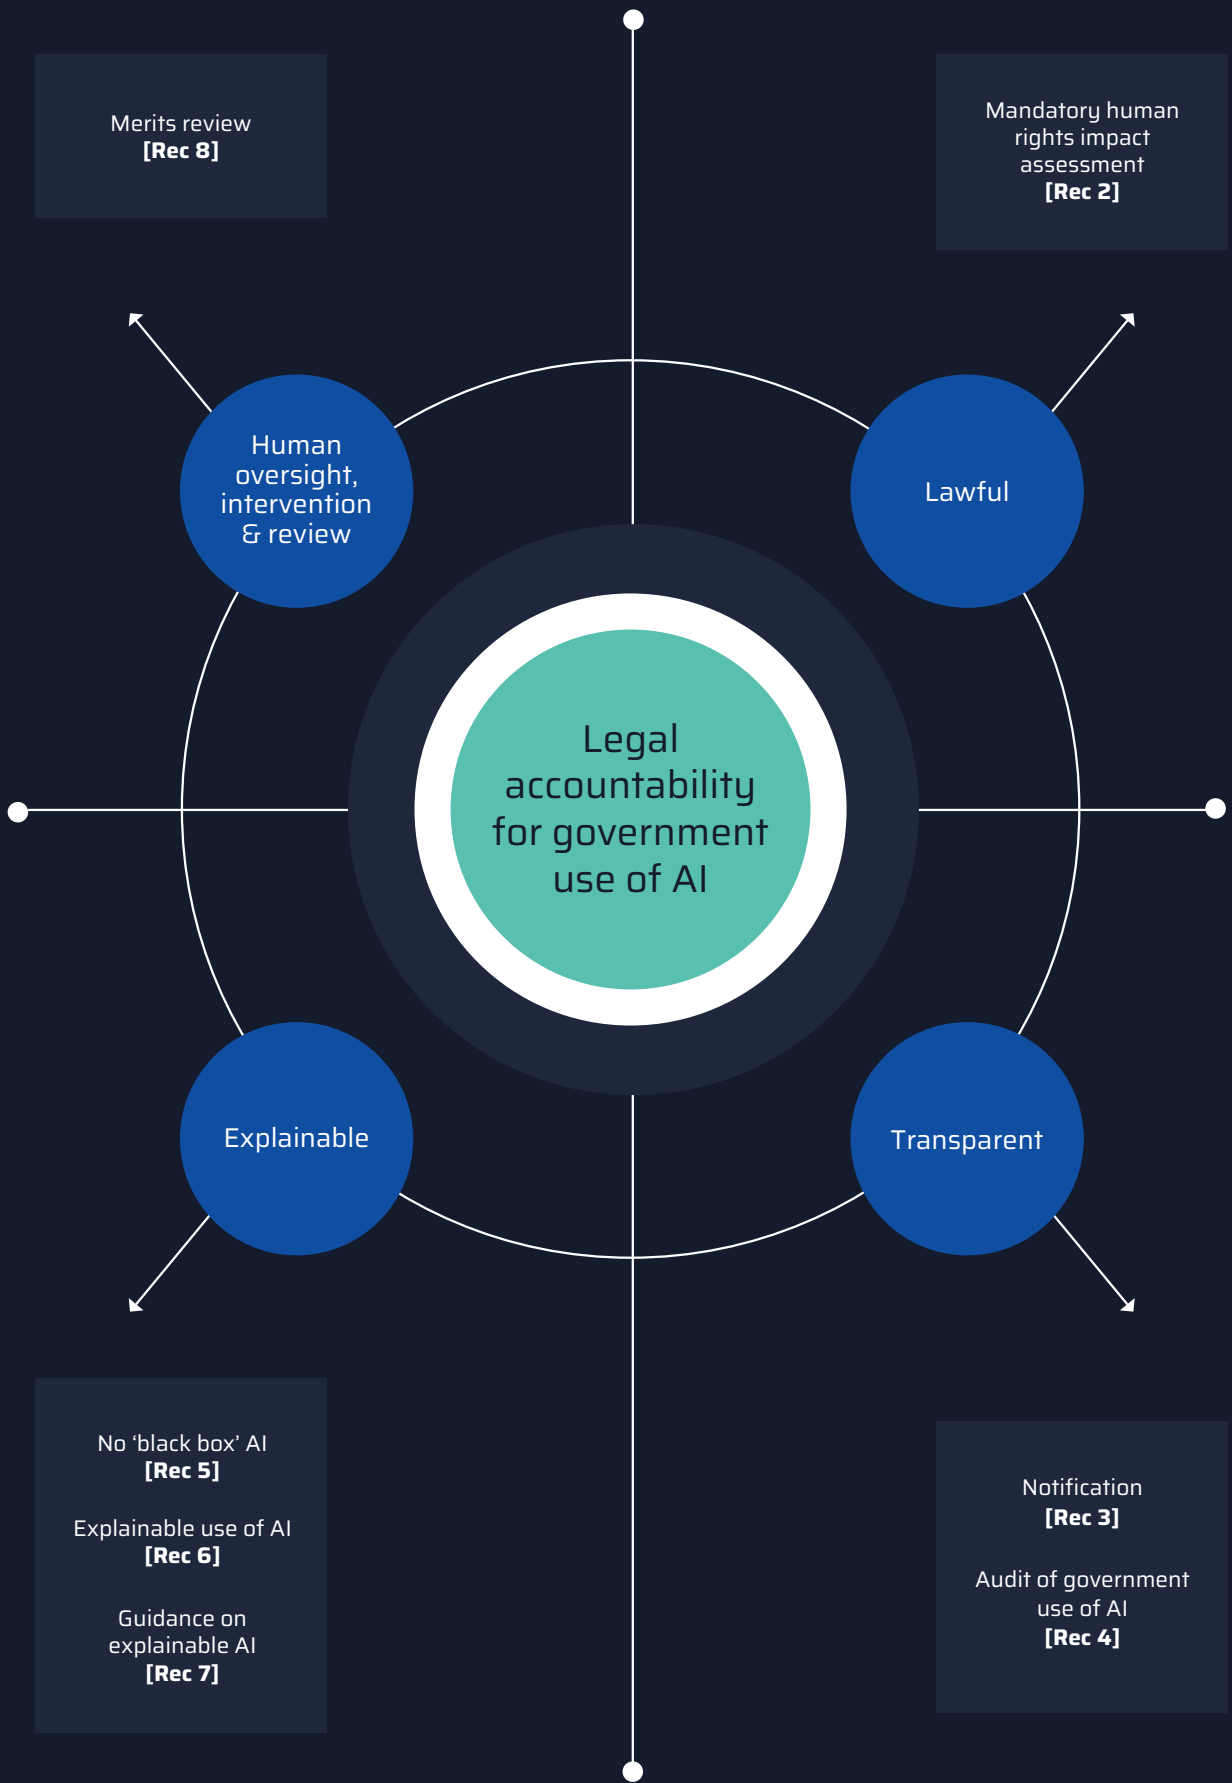 Merits review
[Rec 8]
Mandatory human
rights impact
assessment
[Rec 2]
Human
oversight,
intervention
& review
Lawful
Legal
accountability
for government
use of AI
Explainable
Transparent
No ‘black box’ AI
[Rec 5]
Explainable use of AI
[Rec 6]
Guidance on
explainable AI
[Rec 7]
Notification
[Rec 3]
Audit of government
use of AI
[Rec 4]